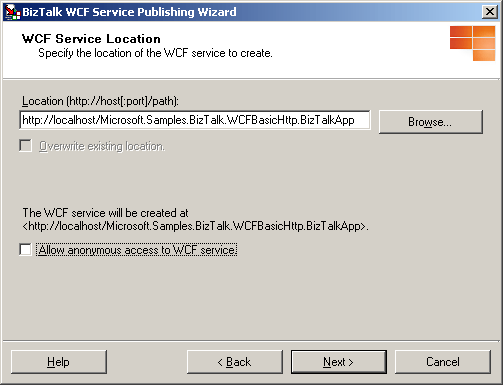 BizTalk WCF Service Publishing Wizard
WCF Service Location
Specify the location of the WCF service to create.
Location (http://host[:port]/path):
http://localhost/Microsoft.Samples.BizTalk.WCFBasicHttp.BizTalkApp
Browse...
Overwrite existing location.
The WCF service will be created at
<http://localhost/Microsoft.Samples.BizTalk.WCFBasicHttp.BizTalkApp>.
Allow anonymous access to WCF service.
Help
< Back
Next >
Cancel